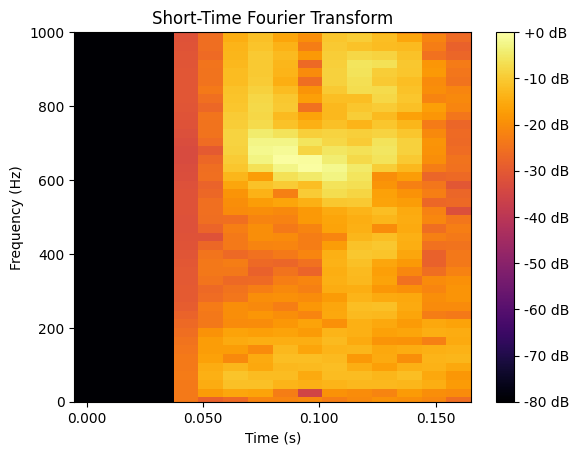 Short-Time Fourier Transform
1000
800
600
400
200
0
Frequency (Hz)
0.000
0.050
0.100
0.150
Time (s)
+0 dB
-10 dB
-20 dB
-30 dB
-40 dB
-50 dB
-60 dB
-70 dB
-80 dB